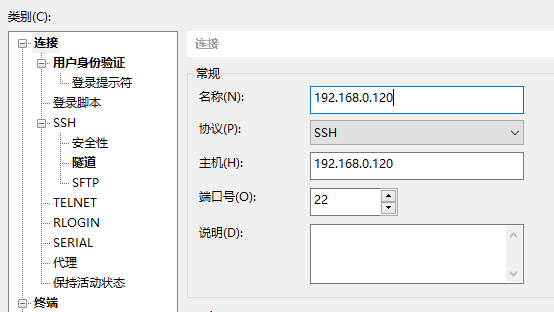 类别(C):
连接
用户身份验证
登录提示符
登录脚本
SSH
安全性
隧道
SFTP
TELNET
RLOGIN
SERIAL
代理
保持活动状态
终端
连接
常规
名称(N):
192.168.0.120
协议(P):
SSH
主机(H):
192.168.0.120
端口号(O):
22
说明(D):